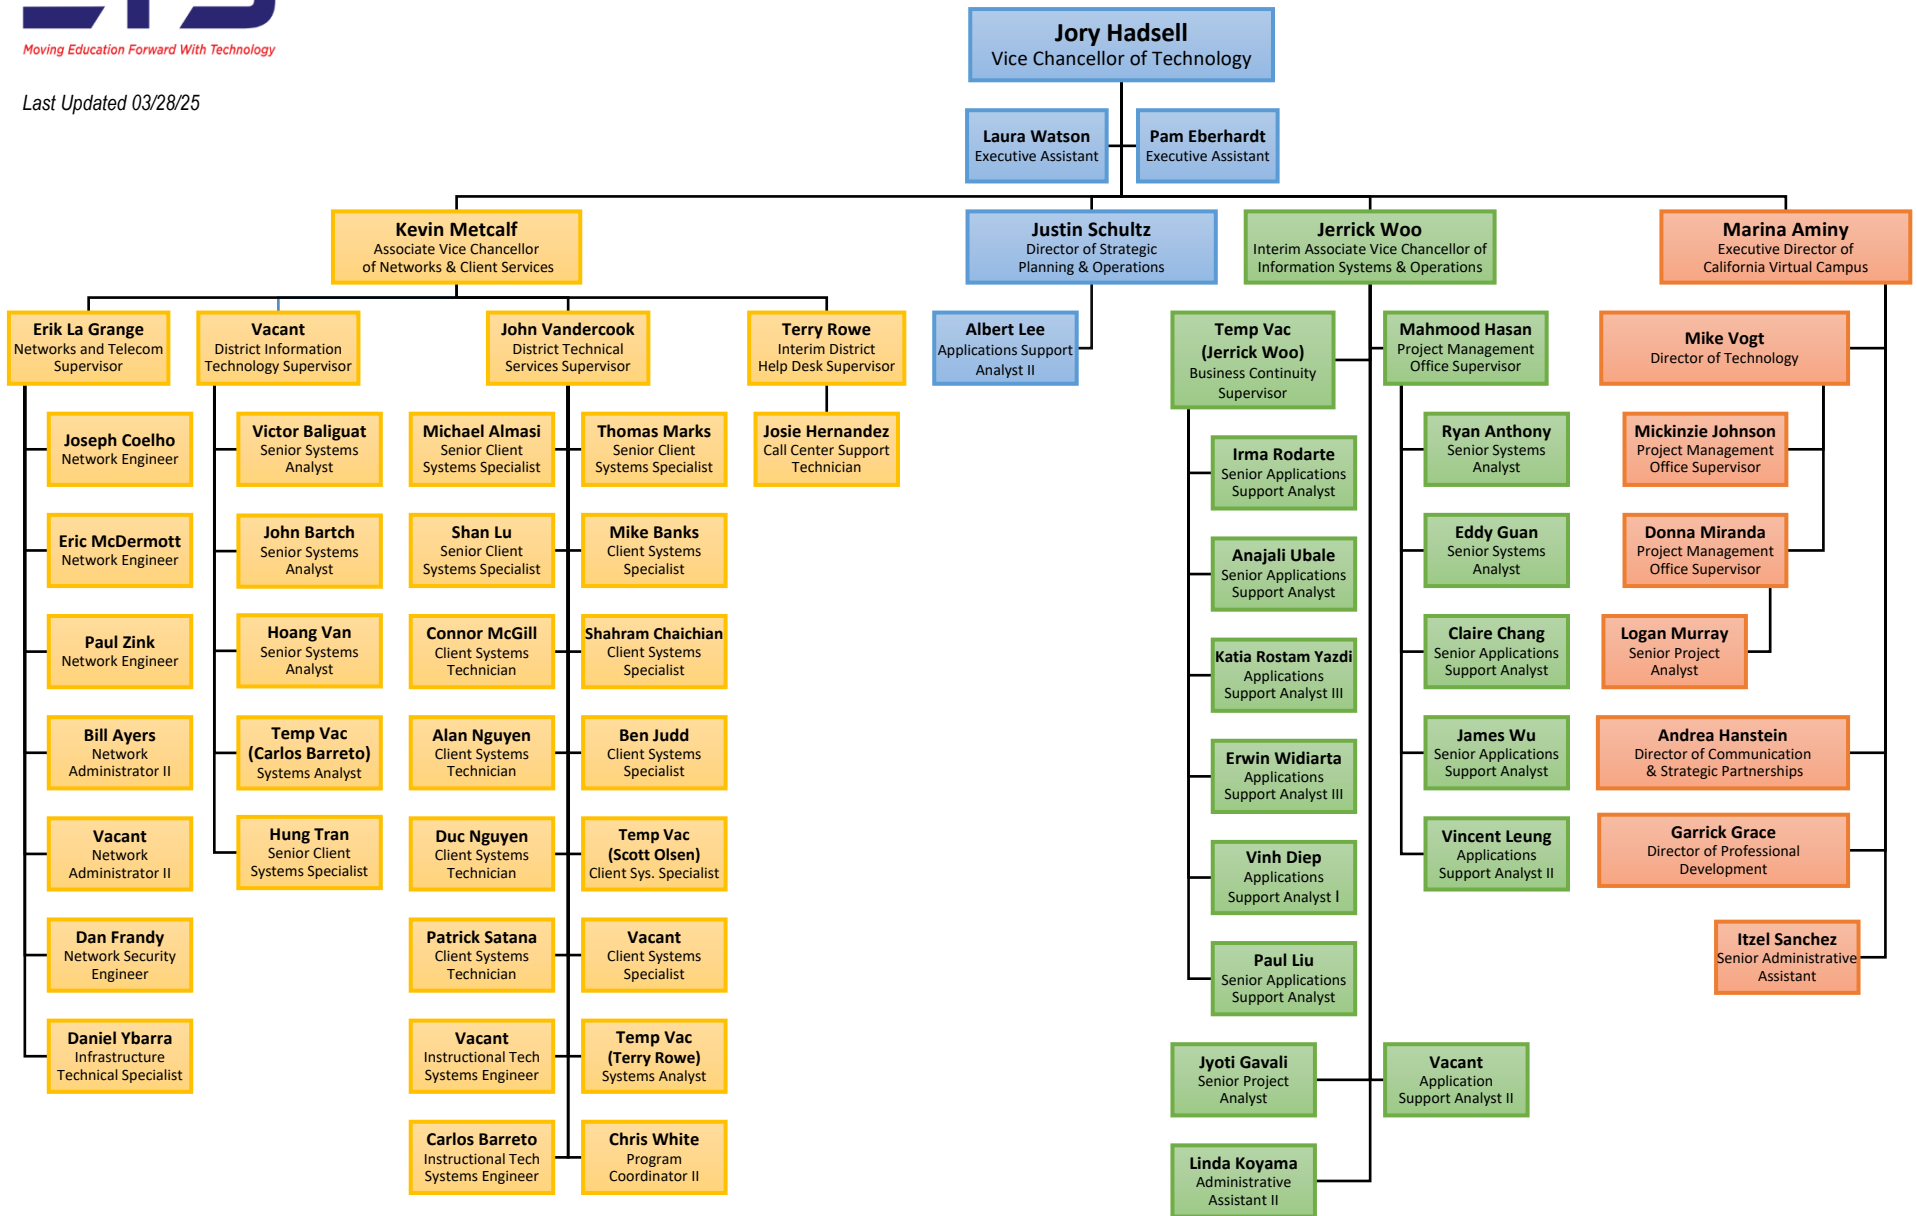 Moving Education Forward With Technology
Last Updated 03/28/25
Jory Hadsell
Vice Chancellor of Technology
Laura Watson
Executive Assistant
Pam Eberhardt
Executive Assistant
Kevin Metcalf
Associate Vice Chancellor
of Networks & Client Services
Justin Schultz
Director of Strategic
Planning & Operations
Jerrick Woo
Interim Associate Vice Chancellor of
Information Systems & Operations
Marina Aminy
Executive Director of
California Virtual Campus
Erik La Grange
Networks and Telecom
Supervisor
Vacant
District Information
Technology Supervisor
John Vandercook
District Technical
Services Supervisor
Terry Rowe
Interim District
Help Desk Supervisor
Albert Lee
Applications Support
Analyst II
Temp Vac
(Jerrick Woo)
Business Continuity
Supervisor
Mahmood Hasan
Project Management
Office Supervisor
Mike Vogt
Director of Technology
Joseph Coelho
Network Engineer
Eric McDermott
Network Engineer
Paul Zink
Network Engineer
Bill Ayers
Network
Administrator II
Vacant
Network
Administrator II
Dan Frandy
Network Security
Engineer
Daniel Ybarra
Infrastructure
Technical Specialist
Victor Baliguat
Senior Systems
Analyst
John Bartch
Senior Systems
Analyst
Hoang Van
Senior Systems
Analyst
Temp Vac
(Carlos Barreto)
Systems Analyst
Hung Tran
Senior Client
Systems Specialist
Michael Almasi
Senior Client
Systems Specialist
Shan Lu
Senior Client
Systems Specialist
Connor McGill
Client Systems
Technician
Alan Nguyen
Client Systems
Technician
Duc Nguyen
Client Systems
Technician
Patrick Satana
Client Systems
Technician
Vacant
Instructional Tech
Systems Engineer
Carlos Barreto
Instructional Tech
Systems Engineer
Thomas Marks
Senior Client
Systems Specialist
Mike Banks
Client Systems
Specialist
Shahram Chaichian
Client Systems
Specialist
Ben Judd
Client Systems
Specialist
Temp Vac
(Scott Olsen)
Client Sys. Specialist
Vacant
Client Systems
Specialist
Temp Vac
(Terry Rowe)
Systems Analyst
Chris White
Program
Coordinator II
Josie Hernandez
Call Center Support
Technician
Irma Rodarte
Senior Applications
Support Analyst
Anajali Ubale
Senior Applications
Support Analyst
Katia Rostam Yazdi
Applications
Support Analyst III
Erwin Widiarta
Applications
Support Analyst III
Vinh Diep
Applications
Support Analyst I
Paul Liu
Senior Applications
Support Analyst
Jyoti Gavali
Senior Project
Analyst
Linda Koyama
Administrative
Assistant II
Ryan Anthony
Senior Systems
Analyst
Eddy Guan
Senior Systems
Analyst
Claire Chang
Senior Applications
Support Analyst
James Wu
Senior Applications
Support Analyst
Vincent Leung
Applications
Support Analyst II
Vacant
Application
Support Analyst II
Mickinzie Johnson
Project Management
Office Supervisor
Donna Miranda
Project Management
Office Supervisor
Logan Murray
Senior Project
Analyst
Andrea Hanstein
Director of Communication
& Strategic Partnerships
Garrick Grace
Director of Professional
Development
Itzel Sanchez
Senior Administrative
Assistant